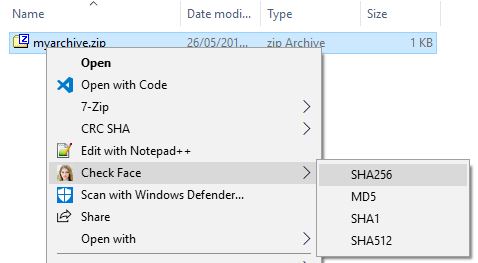 Name Date modi... Type Size
myarchive.zip 26/05/201... zip Archive 1 KB
Open
Open with Code
7-Zip
CRC SHA
Edit with Notepad++
Check Face
SHA256
Scan with Windows Defender...
MD5
Share
SHA1
Open with
SHA512